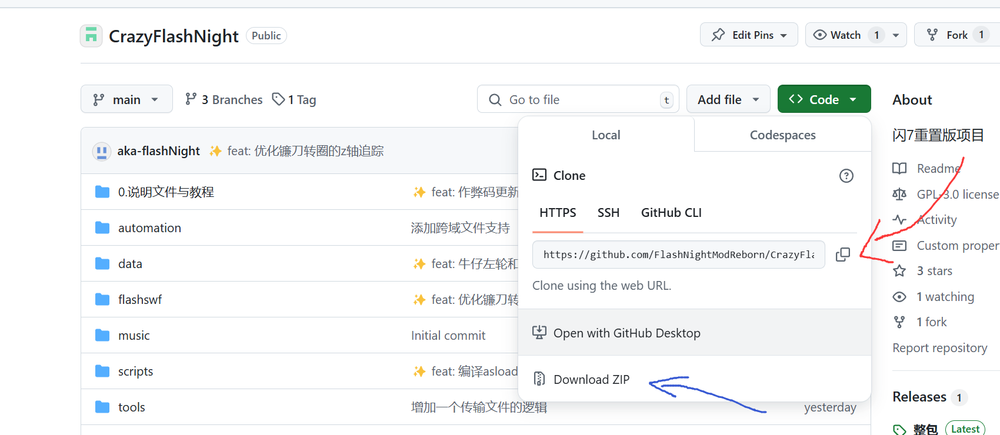 CrazyFlashNight Public Edit Pins Watch 1 Fork 1
main 3 Branches 1 Tag Go to file t Add file Code
aka-flashNight feat: 优化镰刀转圈的z轴追踪
0.说明文件与教程 feat: 作弊码更新
automation 添加跨域文件支持
data feat: 牛仔左轮和
flashswf feat: 优化镰刀转
music Initial commit
scripts feat: 编译asload
tools 增加一个传输文件的逻辑 yesterday
Local Codespaces
Clone
HTTPS SSH GitHub CLI
https://github.com/FlashNightModReborn/CrazyFla
Clone using the web URL.
Open with GitHub Desktop
Download ZIP
About
闪7重置版项目
Readme
GPL-3.0 license
Activity
Custom proper
3 stars
1 watching
1 fork
Report repository
Releases 1
整包 Latest